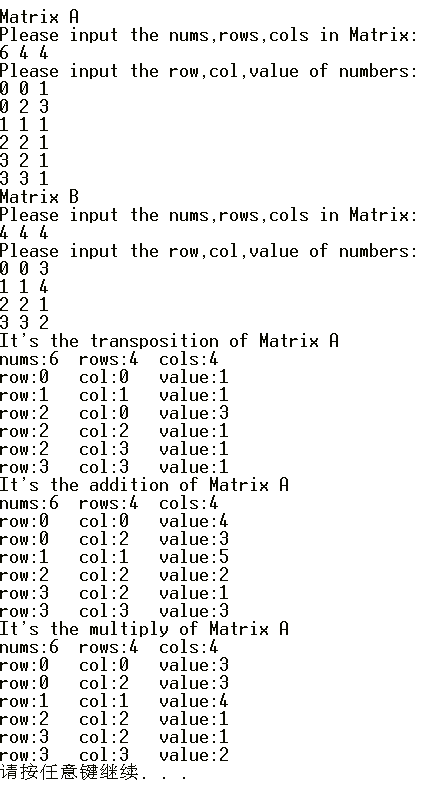 Matrix A
Please input the nums,rows,cols in Matrix:
6 4 4
Please input the row,col,value of numbers:
0 0 1
0 2 3
1 1 1
2 2 1
3 2 1
3 3 1
Matrix B
Please input the nums,rows,cols in Matrix:
4 4 4
Please input the row,col,value of numbers:
0 0 3
1 1 4
2 2 1
3 3 2
It's the transposition of Matrix A
nums:6  rows:4  cols:4
row:0   col:0   value:1
row:1   col:1   value:1
row:2   col:0   value:3
row:2   col:2   value:1
row:2   col:3   value:1
row:3   col:3   value:1
It's the addition of Matrix A
nums:6  rows:4  cols:4
row:0   col:0   value:4
row:0   col:2   value:3
row:1   col:1   value:5
row:2   col:2   value:2
row:3   col:2   value:1
row:3   col:3   value:3
It's the multiply of Matrix A
nums:6  rows:4  cols:4
row:0   col:0   value:3
row:0   col:2   value:3
row:1   col:1   value:4
row:2   col:2   value:1
row:3   col:2   value:1
row:3   col:3   value:2
请按任意键继续. . .